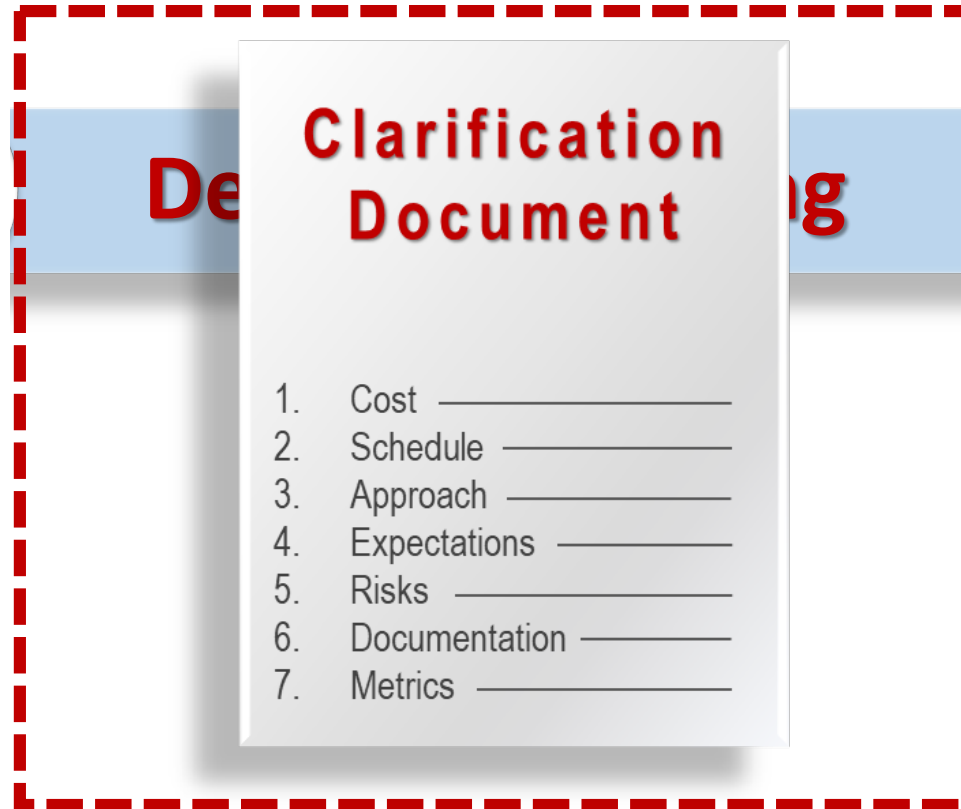 Clarification
Document
1. Cost
2. Schedule
3. Approach
4. Expectations
5. Risks
6. Documentation
7. Metrics